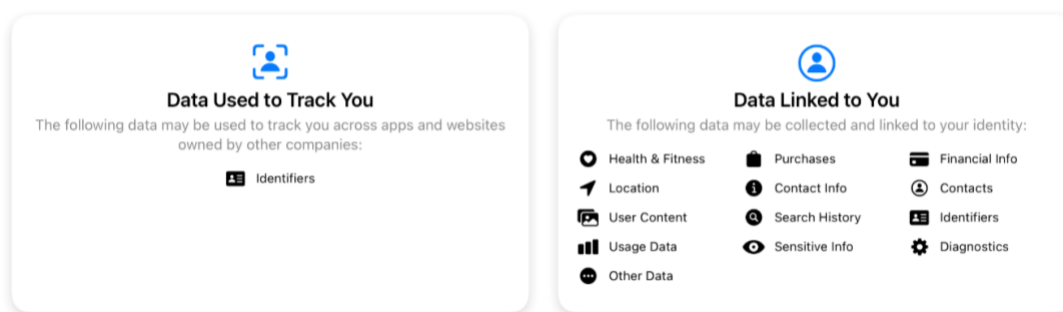 Data Used to Track You
The following data may be used to track you across apps and websites
owned by other companies:
Identifiers
Data Linked to You
The following data may be collected and linked to your identity:
Health & Fitness
Purchases
Financial Info
Location
Contact Info
Contacts
User Content
Search History
Identifiers
Usage Data
Sensitive Info
Diagnostics
Other Data